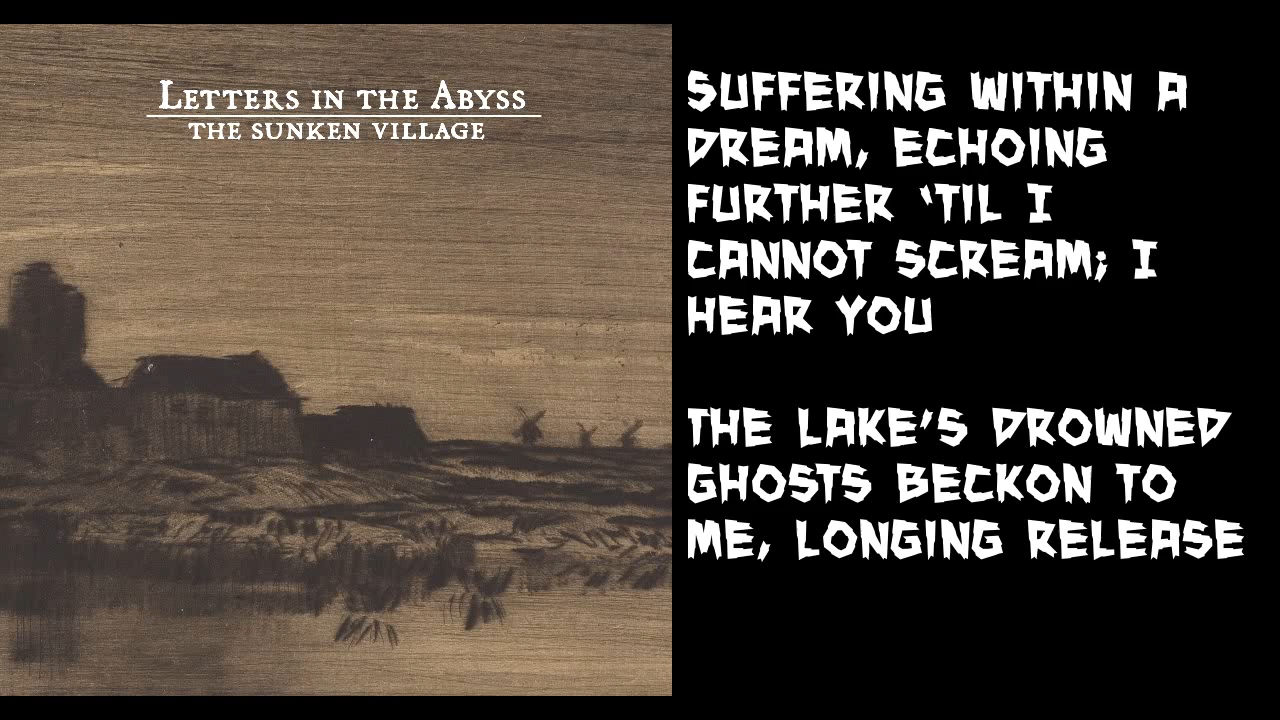 Letters in the Abyss
the sunken village
SUFFERING WITHIN A
DREAM, ECHOING
FURTHER ‘TIL I
CANNOT SCREAM; I
HEAR YOU
THE LAKE’S DROWNED
GHOSTS BECKON TO
ME, LONGING RELEASE